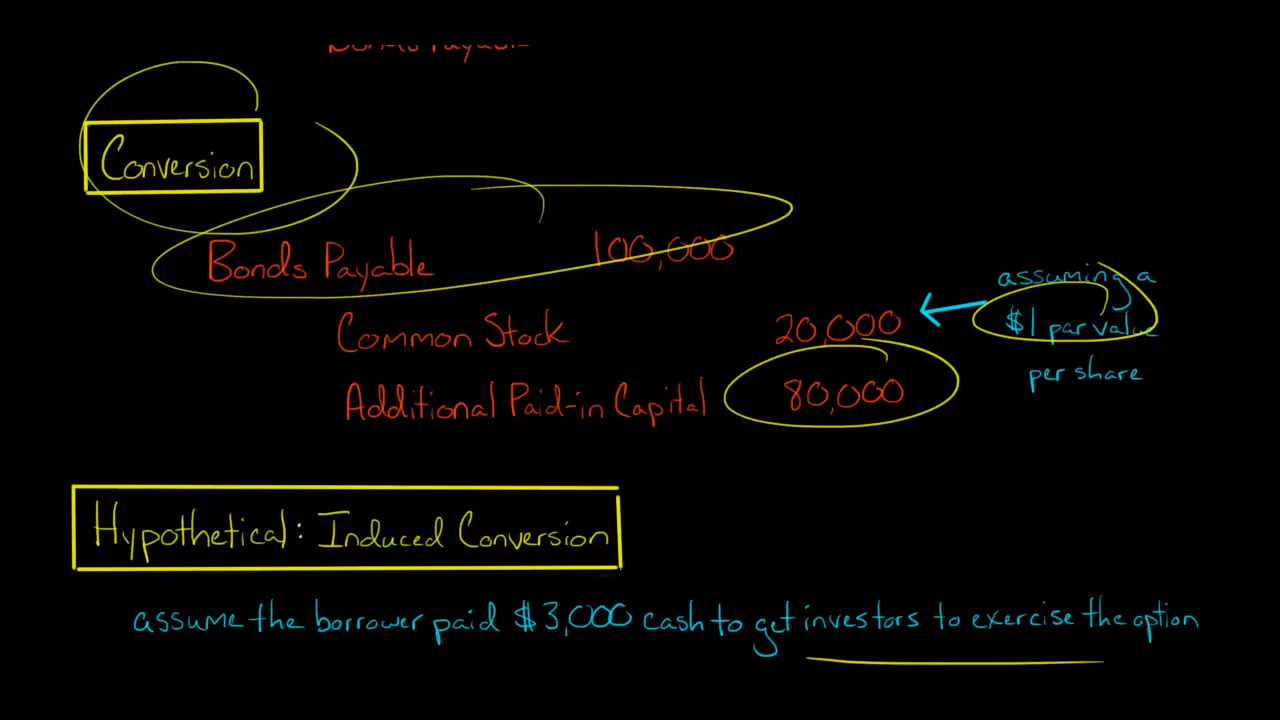 Conversion
Bonds Payable 100,000
Common Stock 20,000
Additional Paid-in Capital 80,000
assuming a
$1 par value
per share
Hypothetical: Induced Conversion
assume the borrower paid $3,000 cash to get investors to exercise the option